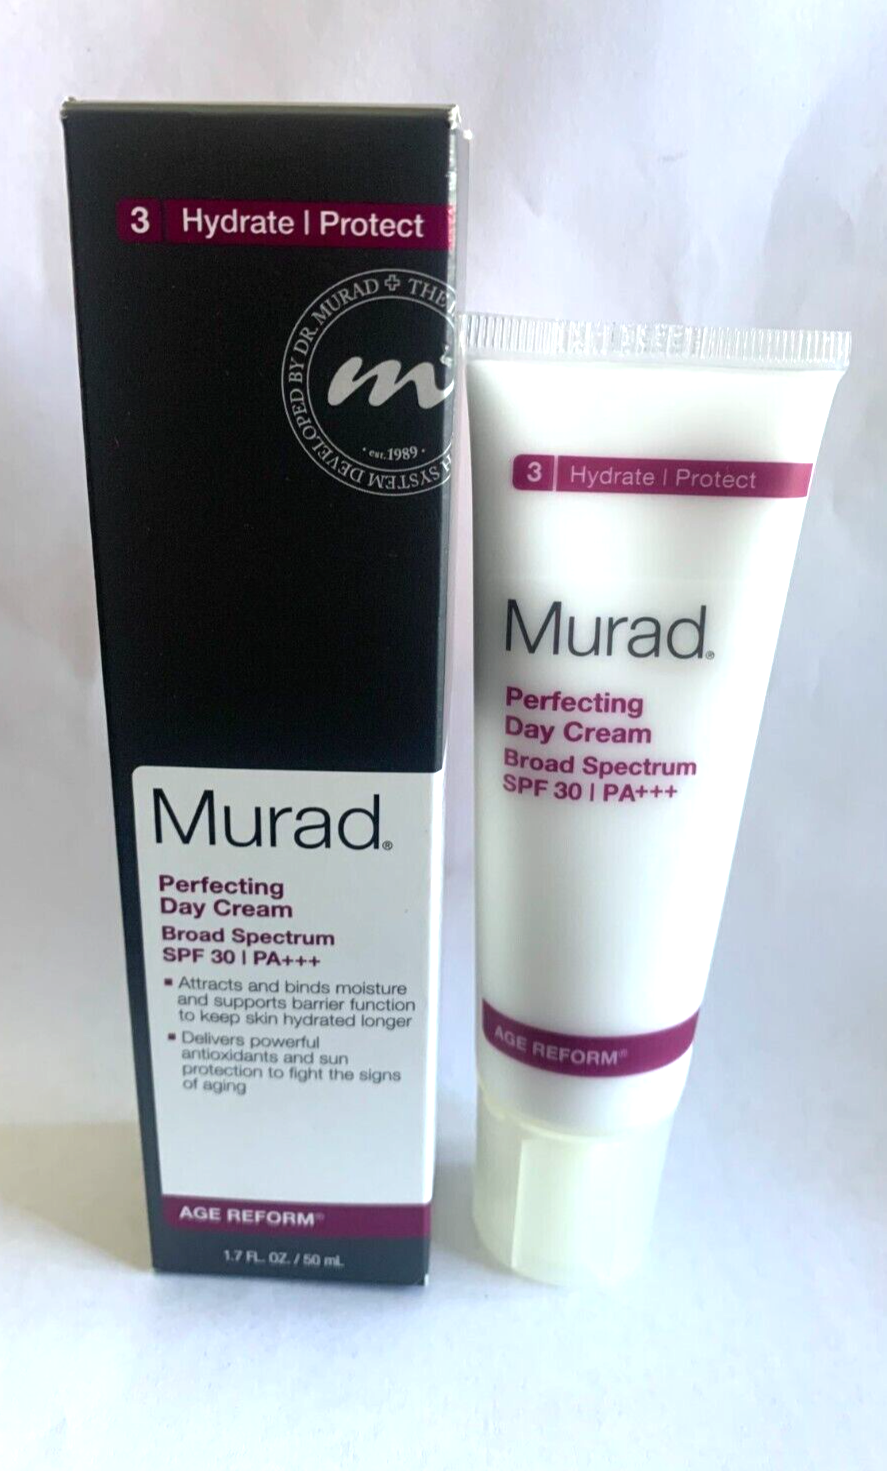 3 Hydrate | Protect
DEVELOPED BY DR. MURAD + THE
SYSTEM
m
· est. 1989 ·
Murad®
Perfecting
Day Cream
Broad Spectrum
SPF 30 | PA+++
▪ Attracts and binds moisture
and supports barrier function
to keep skin hydrated longer
▪ Delivers powerful
antioxidants and sun
protection to fight the signs
of aging
AGE REFORM®
1.7 FL. OZ. / 50 mL
3 Hydrate | Protect
Murad®
Perfecting
Day Cream
Broad Spectrum
SPF 30 | PA+++
AGE REFORM®